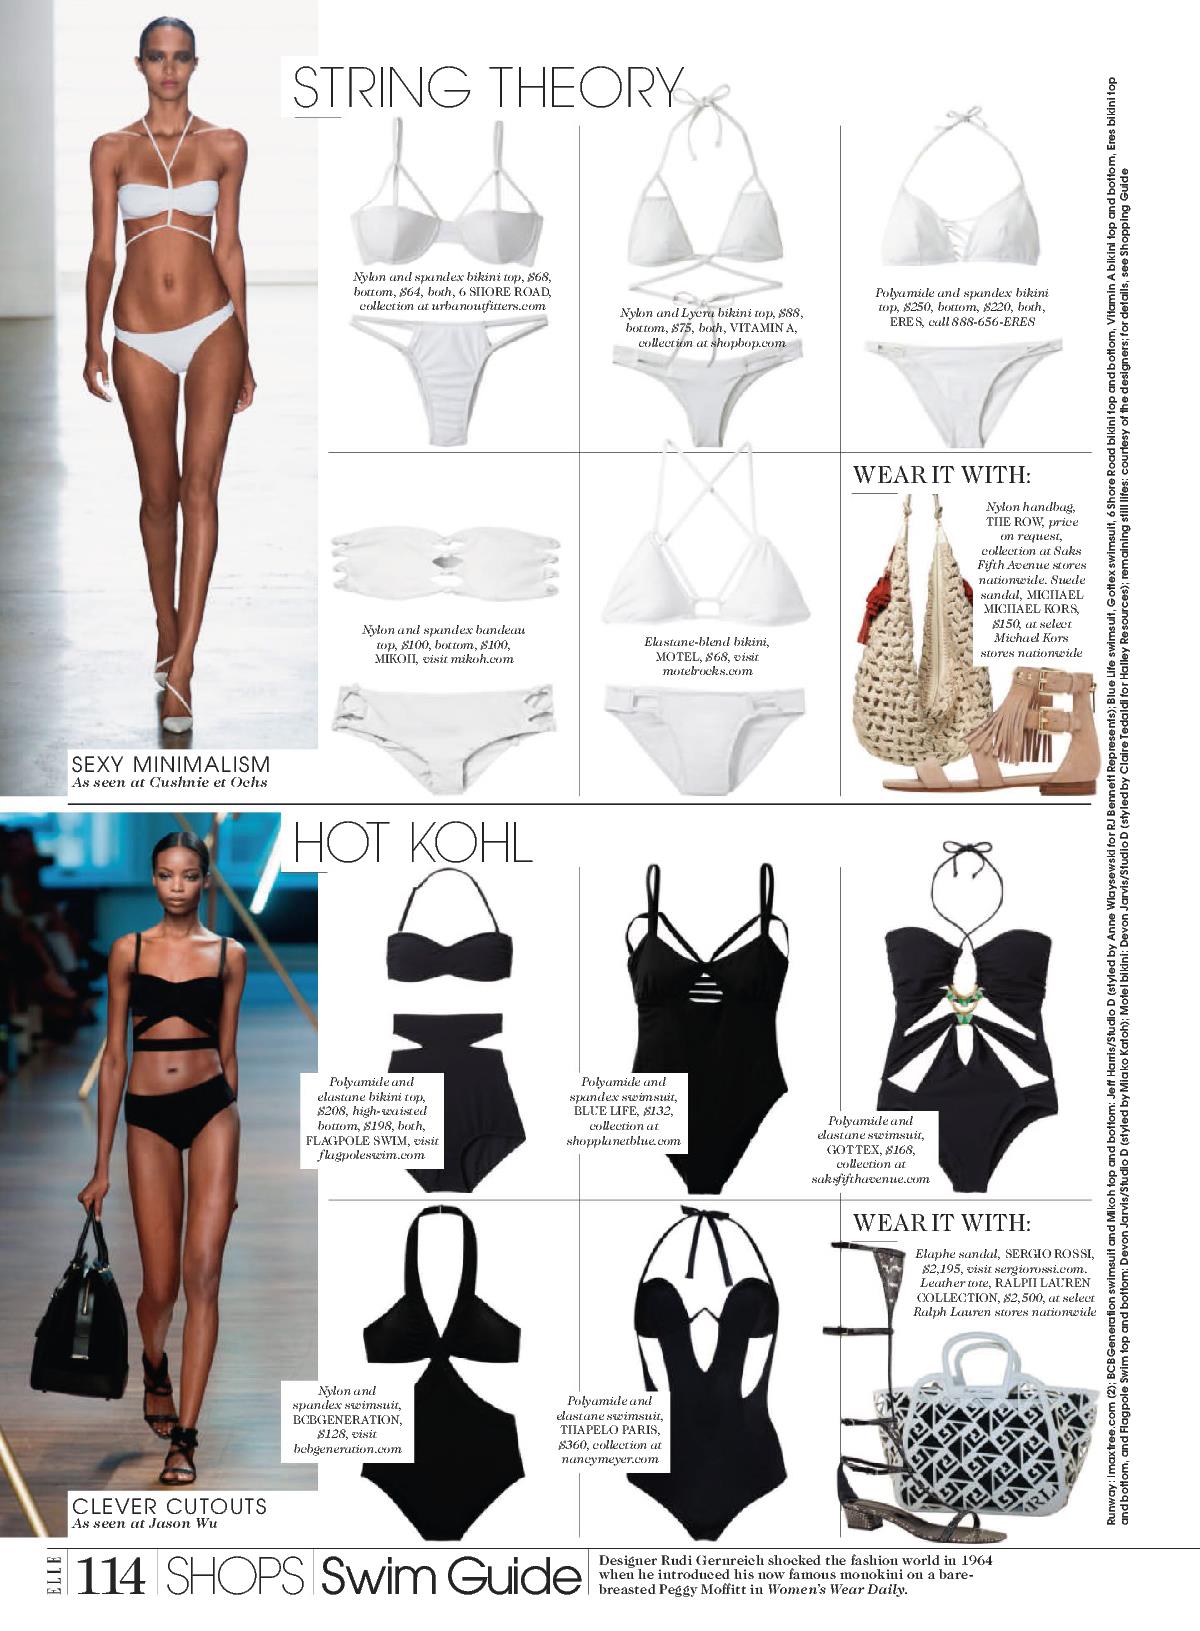 STRING THEORY
Nylon and spandex bikini top, $68,
bottom, $64, both, 6 SHORE ROAD,
collection at urbanoutfitters.com
Nylon and Lycra bikini top, $88,
bottom, $75, both, VITAMIN A,
collection at shopbop.com
Polyamide and spandex bikini
top, $250, bottom, $220, both,
ERES, call 888-656-ERES
Nylon and spandex bandeau
top, $100, bottom, $100,
MIKOH, visit mikoh.com
Elastane-blend bikini,
MOTEL, $68, visit
motelrocks.com
WEAR IT WITH:
Nylon handbag,
THE ROW, price
on request,
collection at Saks
Fifth Avenue stores
nationwide. Suede
sandal, MICHAEL
MICHAEL KORS,
$150, at select
Michael Kors
stores nationwide
SEXY MINIMALISM
As seen at Cushnie et Ochs
HOT KOHL
Polyamide and
elastane bikini top,
$208, high-waisted
bottom, $198, both,
FLAGPOLE SWIM, visit
flagpoleswim.com
Polyamide and
spandex swimsuit,
BLUE LIFE, $132,
collection at
shopplanetblue.com
Polyamide and
elastane swimsuit,
GOTTEX, $168,
collection at
saksfifthavenue.com
Nylon and
spandex swimsuit,
BCBGENERATION,
$128, visit
bcbgeneration.com
Polyamide and
elastane swimsuit,
THAPELO PARIS,
$360, collection at
nancymeyer.com
WEAR IT WITH:
Elaphe sandal, SERGIO ROSSI,
$2,195, visit sergiorossi.com.
Leather tote, RALPH LAUREN
COLLECTION, $2,500, at select
Ralph Lauren stores nationwide
CLEVER CUTOUTS
As seen at Jason Wu
Runway: Imaxtree.com (2); BCBGeneration swimsuit and Mikoh top and bottom: Jeff Harris/Studio D (styled by Anne Wlaysewski for RJ Bennett Represents); Blue Life swimsuit, Gottex swimsuit, 6 Shore Road bikini top and bottom, Vitamin A bikini top and bottom, Eres bikini top
and bottom, and Flagpole Swim top and bottom: Devon Jarvis/Studio D (styled by Miako Katoh); Motel bikini: Devon Jarvis/Studio D (styled by Claire Tedaldi for Halley Resources); remaining still lifes: courtesy of the designers; for details, see Shopping Guide
ELLE 114 SHOPS Swim Guide
Designer Rudi Gernreich shocked the fashion world in 1964
when he introduced his now famous monokini on a bare-
breasted Peggy Moffitt in Women's Wear Daily.